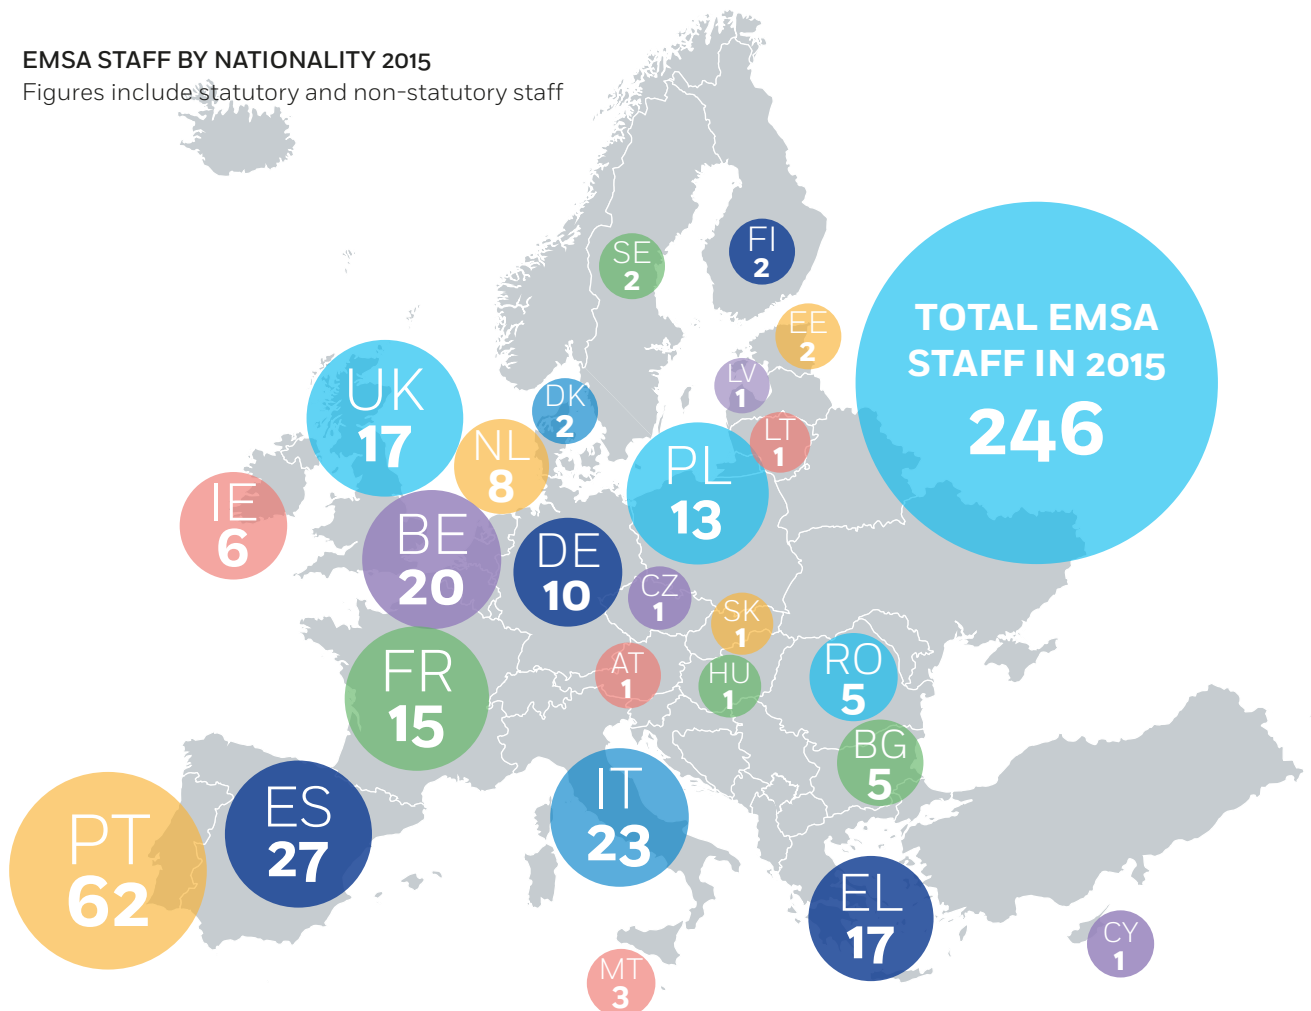 EMSA STAFF BY NATIONALITY 2015
Figures include statutory and non-statutory staff
SE
2
FI
2
EE
2
TOTAL EMSA
STAFF IN 2015
246
LV
1
UK
17
DK
2
LT
1
NL
8
PL
13
IE
6
BE
20
DE
10
CZ
1
SK
1
FR
15
AT
1
HU
1
RO
5
BG
5
IT
23
ES
27
PT
62
EL
17
CY
1
MT
3